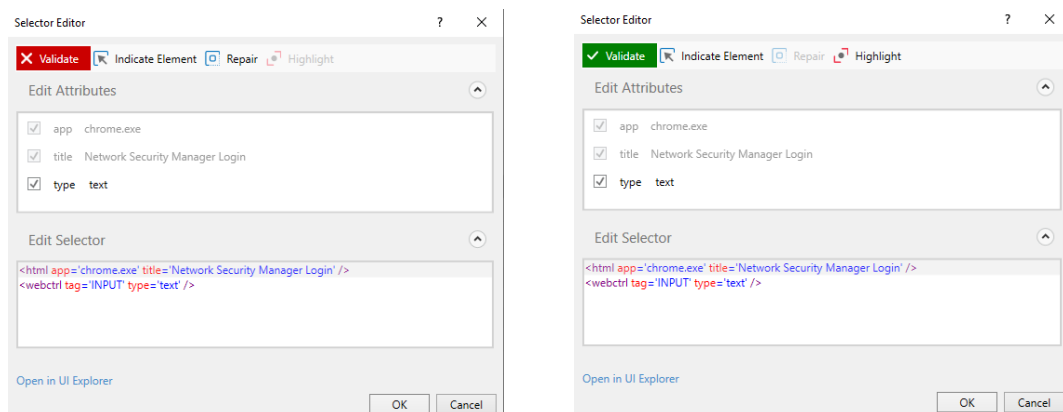 Selector Editor ? ✕
✕ Validate Indicate Element Repair Highlight
Edit Attributes
app chrome.exe
title Network Security Manager Login
type text
Edit Selector
<html app='chrome.exe' title='Network Security Manager Login' />
<webctrl tag='INPUT' type='text' />
Open in UI Explorer
OK Cancel
Selector Editor ? ✕
✓ Validate Indicate Element Repair Highlight
Edit Attributes
app chrome.exe
title Network Security Manager Login
type text
Edit Selector
<html app='chrome.exe' title='Network Security Manager Login' />
<webctrl tag='INPUT' type='text' />
Open in UI Explorer
OK Cancel